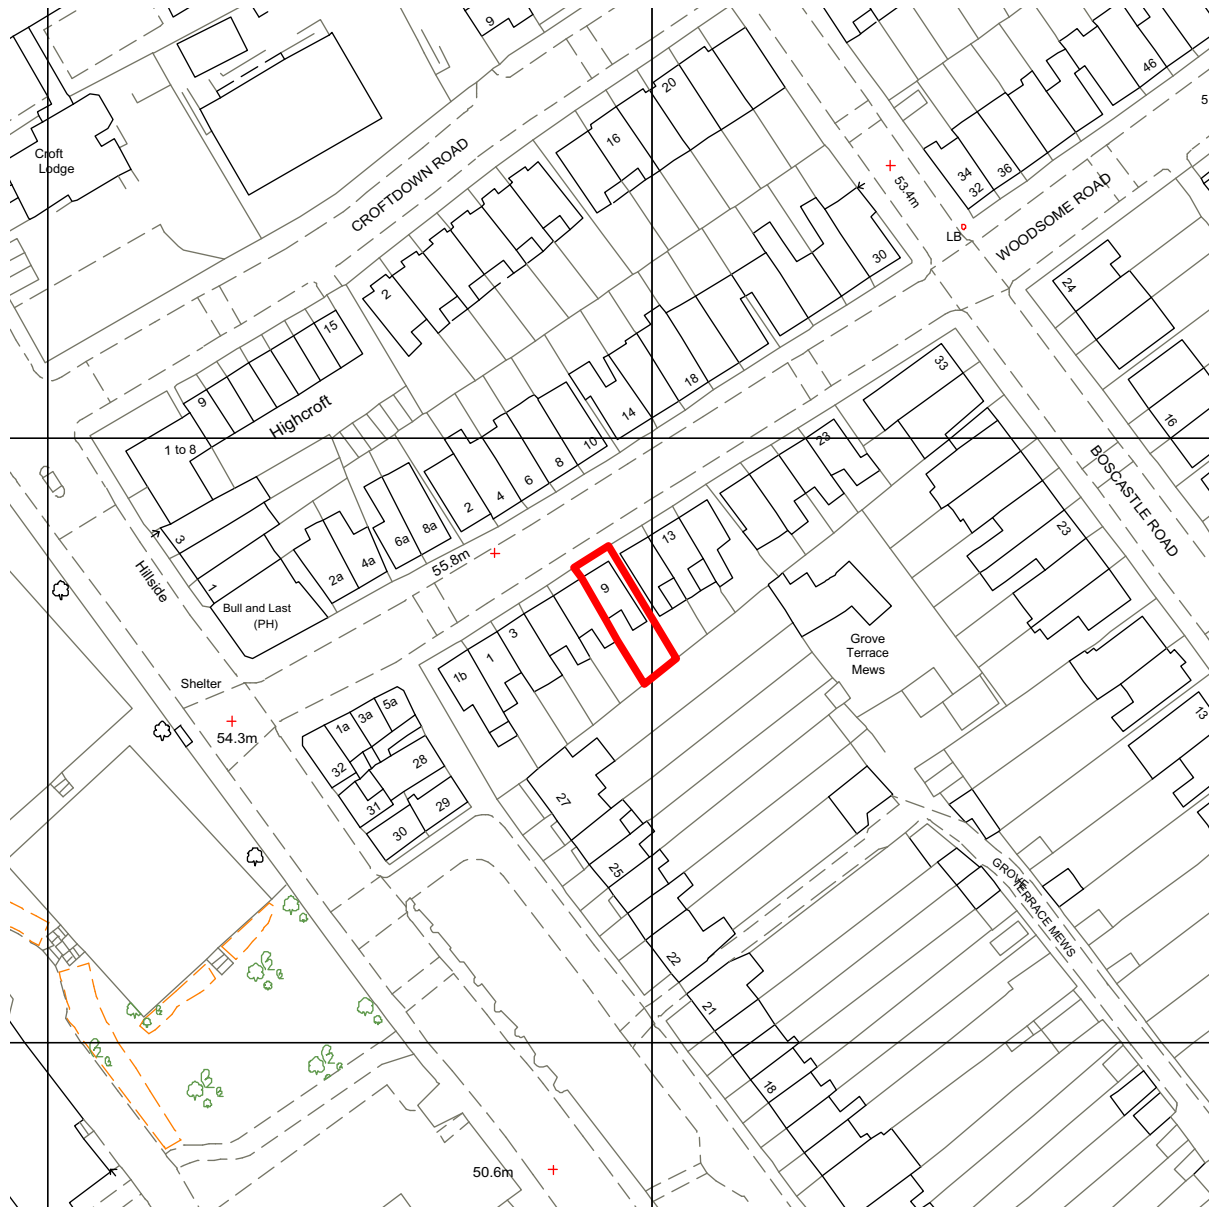 9
20
46
5
16
Croft
Lodge
CROFTDOWN ROAD
34
32
36
53.4m
WOODSOME ROAD
LB
30
24
2
15
33
18
14
9
Highcroft
1 to 8
10
8
6
4
2
23
16
BOSCASTLE ROAD
3
8a
6a
4a
2a
55.8m
13
23
1
Hillside
Bull and Last
(PH)
9
3
1
1b
Grove
Terrace
Mews
Shelter
5a
3a
1a
54.3m
32
28
31
29
30
13
27
25
GROVE
TERRACE MEWS
22
21
18
50.6m